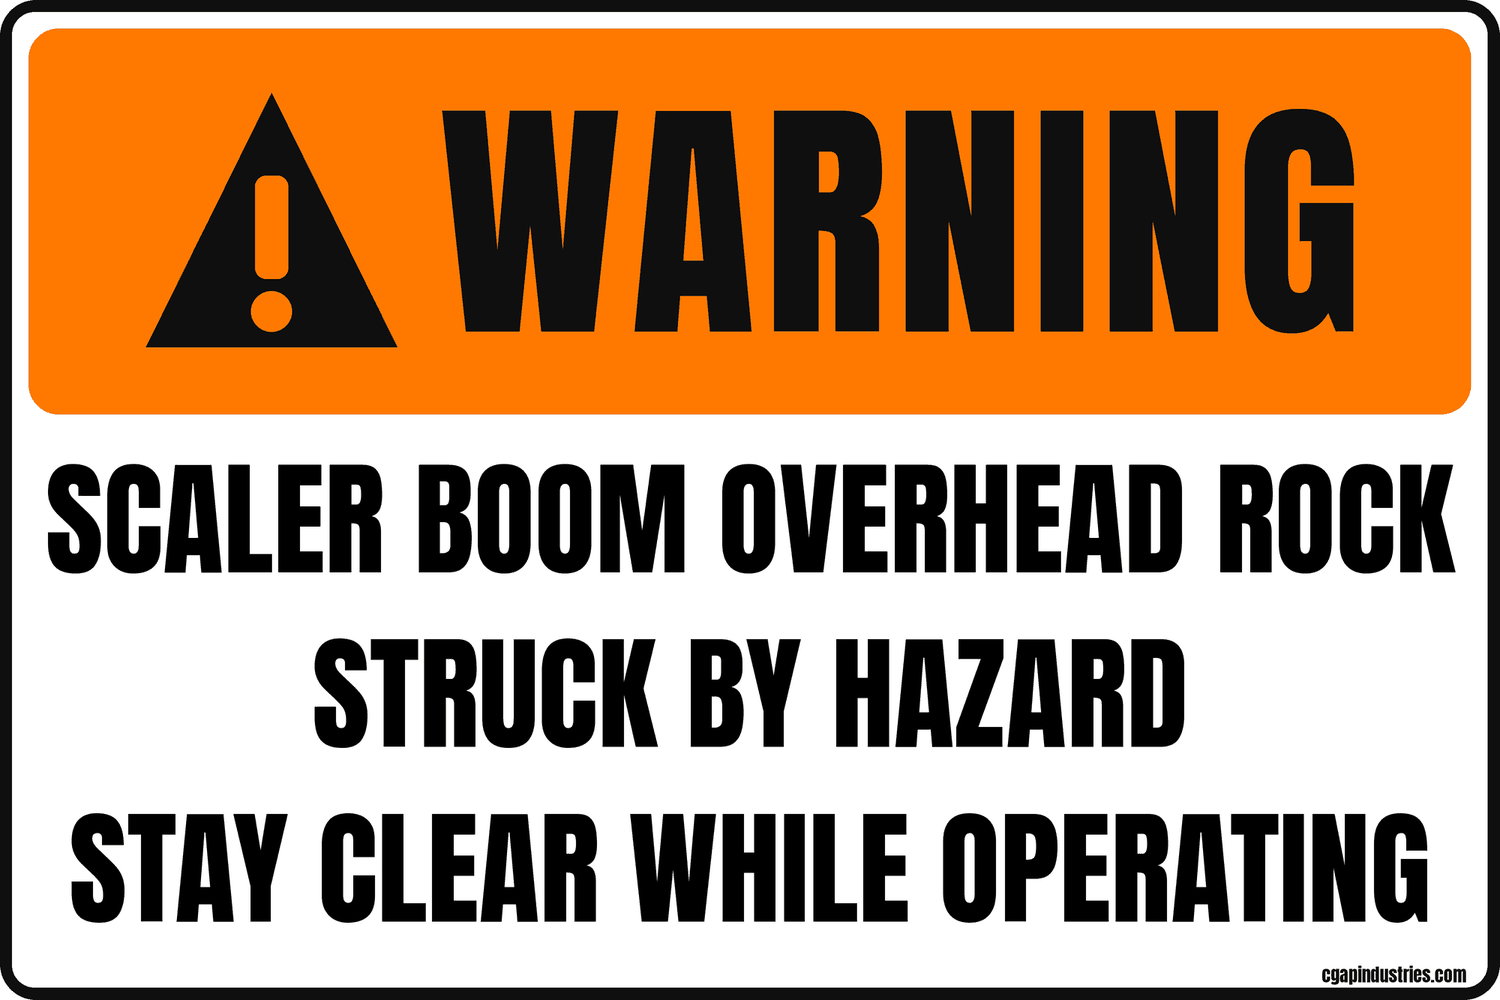 WARNING
SCALER BOOM OVERHEAD ROCK
STRUCK BY HAZARD
STAY CLEAR WHILE OPERATING
cgapindustries.com